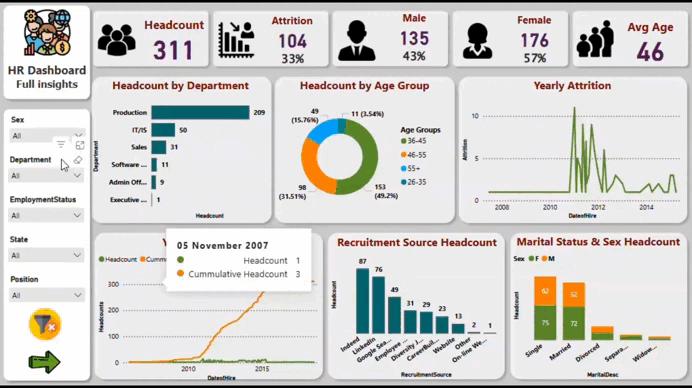 HR Dashboard
Full insights
Headcount
311
Attrition
104
33%
Male
135
43%
Female
176
57%
Avg Age
46
Sex
All
Department
All
EmploymentStatus
All
State
All
Position
All
Headcount by Department
Department
Production
209
IT/IS
50
Sales
31
Software ...
11
Admin Off...
9
Executive ...
1
Headcount
Headcount by Age Group
49
(15.76%)
11 (3.54%)
98
(31.51%)
153
(49.2%)
Age Groups
36-45
46-55
55+
26-35
Yearly Attrition
Attrition
10
5
0
2008
2010
2012
2014
DateofHire
Y
Headcount
Cumm
05 November 2007
Headcount 1
Cummulative Headcount 3
Headcounts
300
200
100
0
2010
2015
DateofHire
Recruitment Source Headcount
Headcount
87
76
49
31
29
23
13
2
1
Indeed
LinkedIn
Google Sea...
Employee ...
Diversity J...
CareerBuil...
Website
Other
On-line We...
RecruitmentSource
Marital Status & Sex Headcount
Sex F M
Headcount
62
75
52
72
Single
Married
Divorced
Separa...
Widow...
MaritalDesc